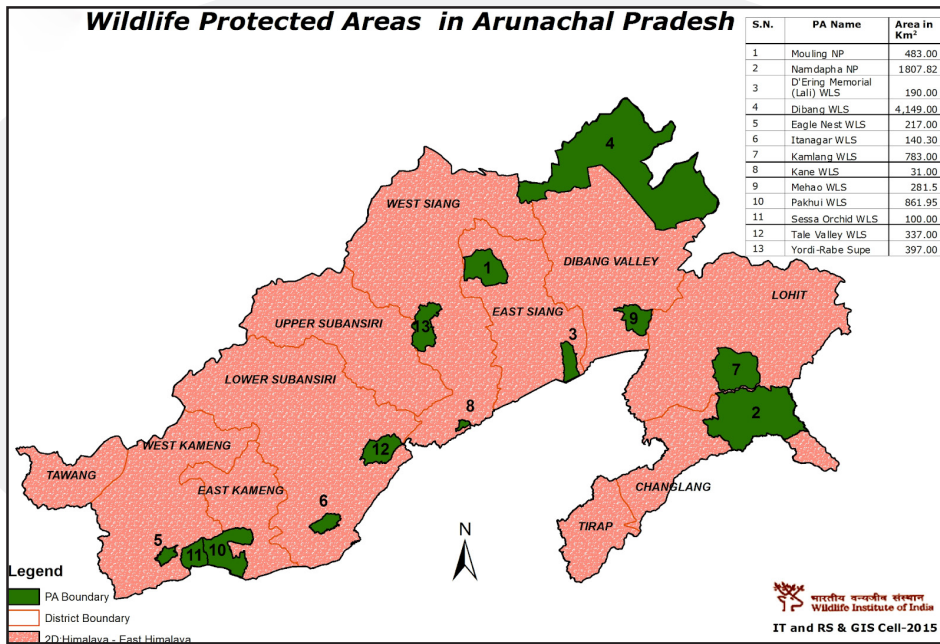 Wildlife Protected Areas in Arunachal Pradesh
S.N. PA Name Area in Km²
1 Mouling NP 483.00
2 Namdapha NP 1807.82
3 D'Ering Memorial (Lali) WLS 190.00
4 Dibang WLS 4,149.00
5 Eagle Nest WLS 217.00
6 Itanagar WLS 140.30
7 Kamlang WLS 783.00
8 Kane WLS 31.00
9 Mehao WLS 281.5
10 Pakhui WLS 861.95
11 Sessa Orchid WLS 100.00
12 Tale Valley WLS 337.00
13 Yordi-Rabe Supe 397.00
4
WEST SIANG
1
DIBANG VALLEY
LOHIT
EAST SIANG
UPPER SUBANSIRI
13
9
3
7
LOWER SUBANSIRI
8
2
WEST KAMENG
12
TAWANG
EAST KAMENG
CHANGLANG
6
TIRAP
N
5
11
10
Legend
PA Boundary
District Boundary
2D:Himalaya - East Himalaya
भारतीय वन्यजीव संस्थान
Wildlife Institute of India
IT and RS & GIS Cell-2015